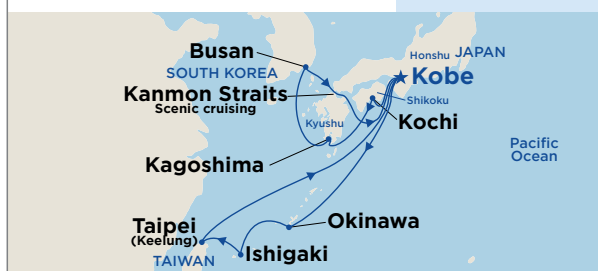 Busan
Honshu JAPAN
SOUTH KOREA
Kobe
Kanmon Straits
Scenic cruising
Shikoku
Kyushu
Kochi
Pacific
Ocean
Kagoshima
Okinawa
Taipei
(Keelung)
Ishigaki
TAIWAN